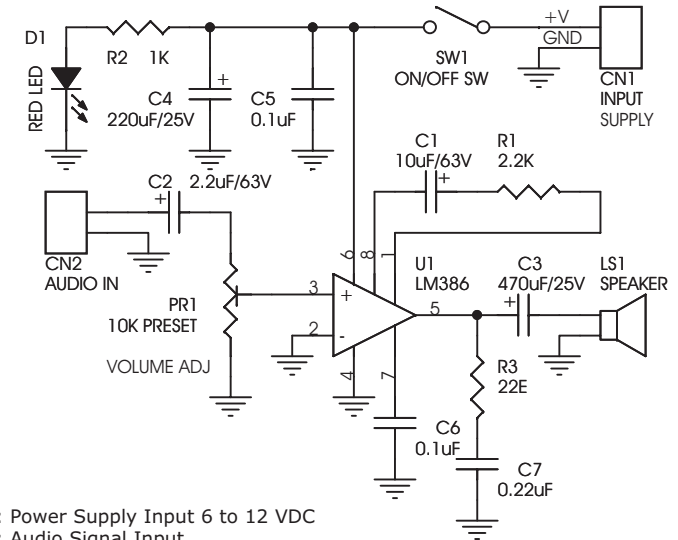 +V
GND
D1
R2 1K
SW1
ON/OFF SW
CN1
INPUT
SUPPLY
RED LED
C4
220uF/25V
+
C5
0.1uF
C1
10uF/63V
+
R1
2.2K
C2 2.2uF/63V
+
CN2
AUDIO IN
6
8
1
U1
LM386
C3
470uF/25V
+
LS1
SPEAKER
3
+
5
PR1
10K PRESET
2
-
VOLUME ADJ
4
7
R3
22E
C6
0.1uF
C7
0.22uF
: Power Supply Input 6 to 12 VDC
: Audio Signal Input